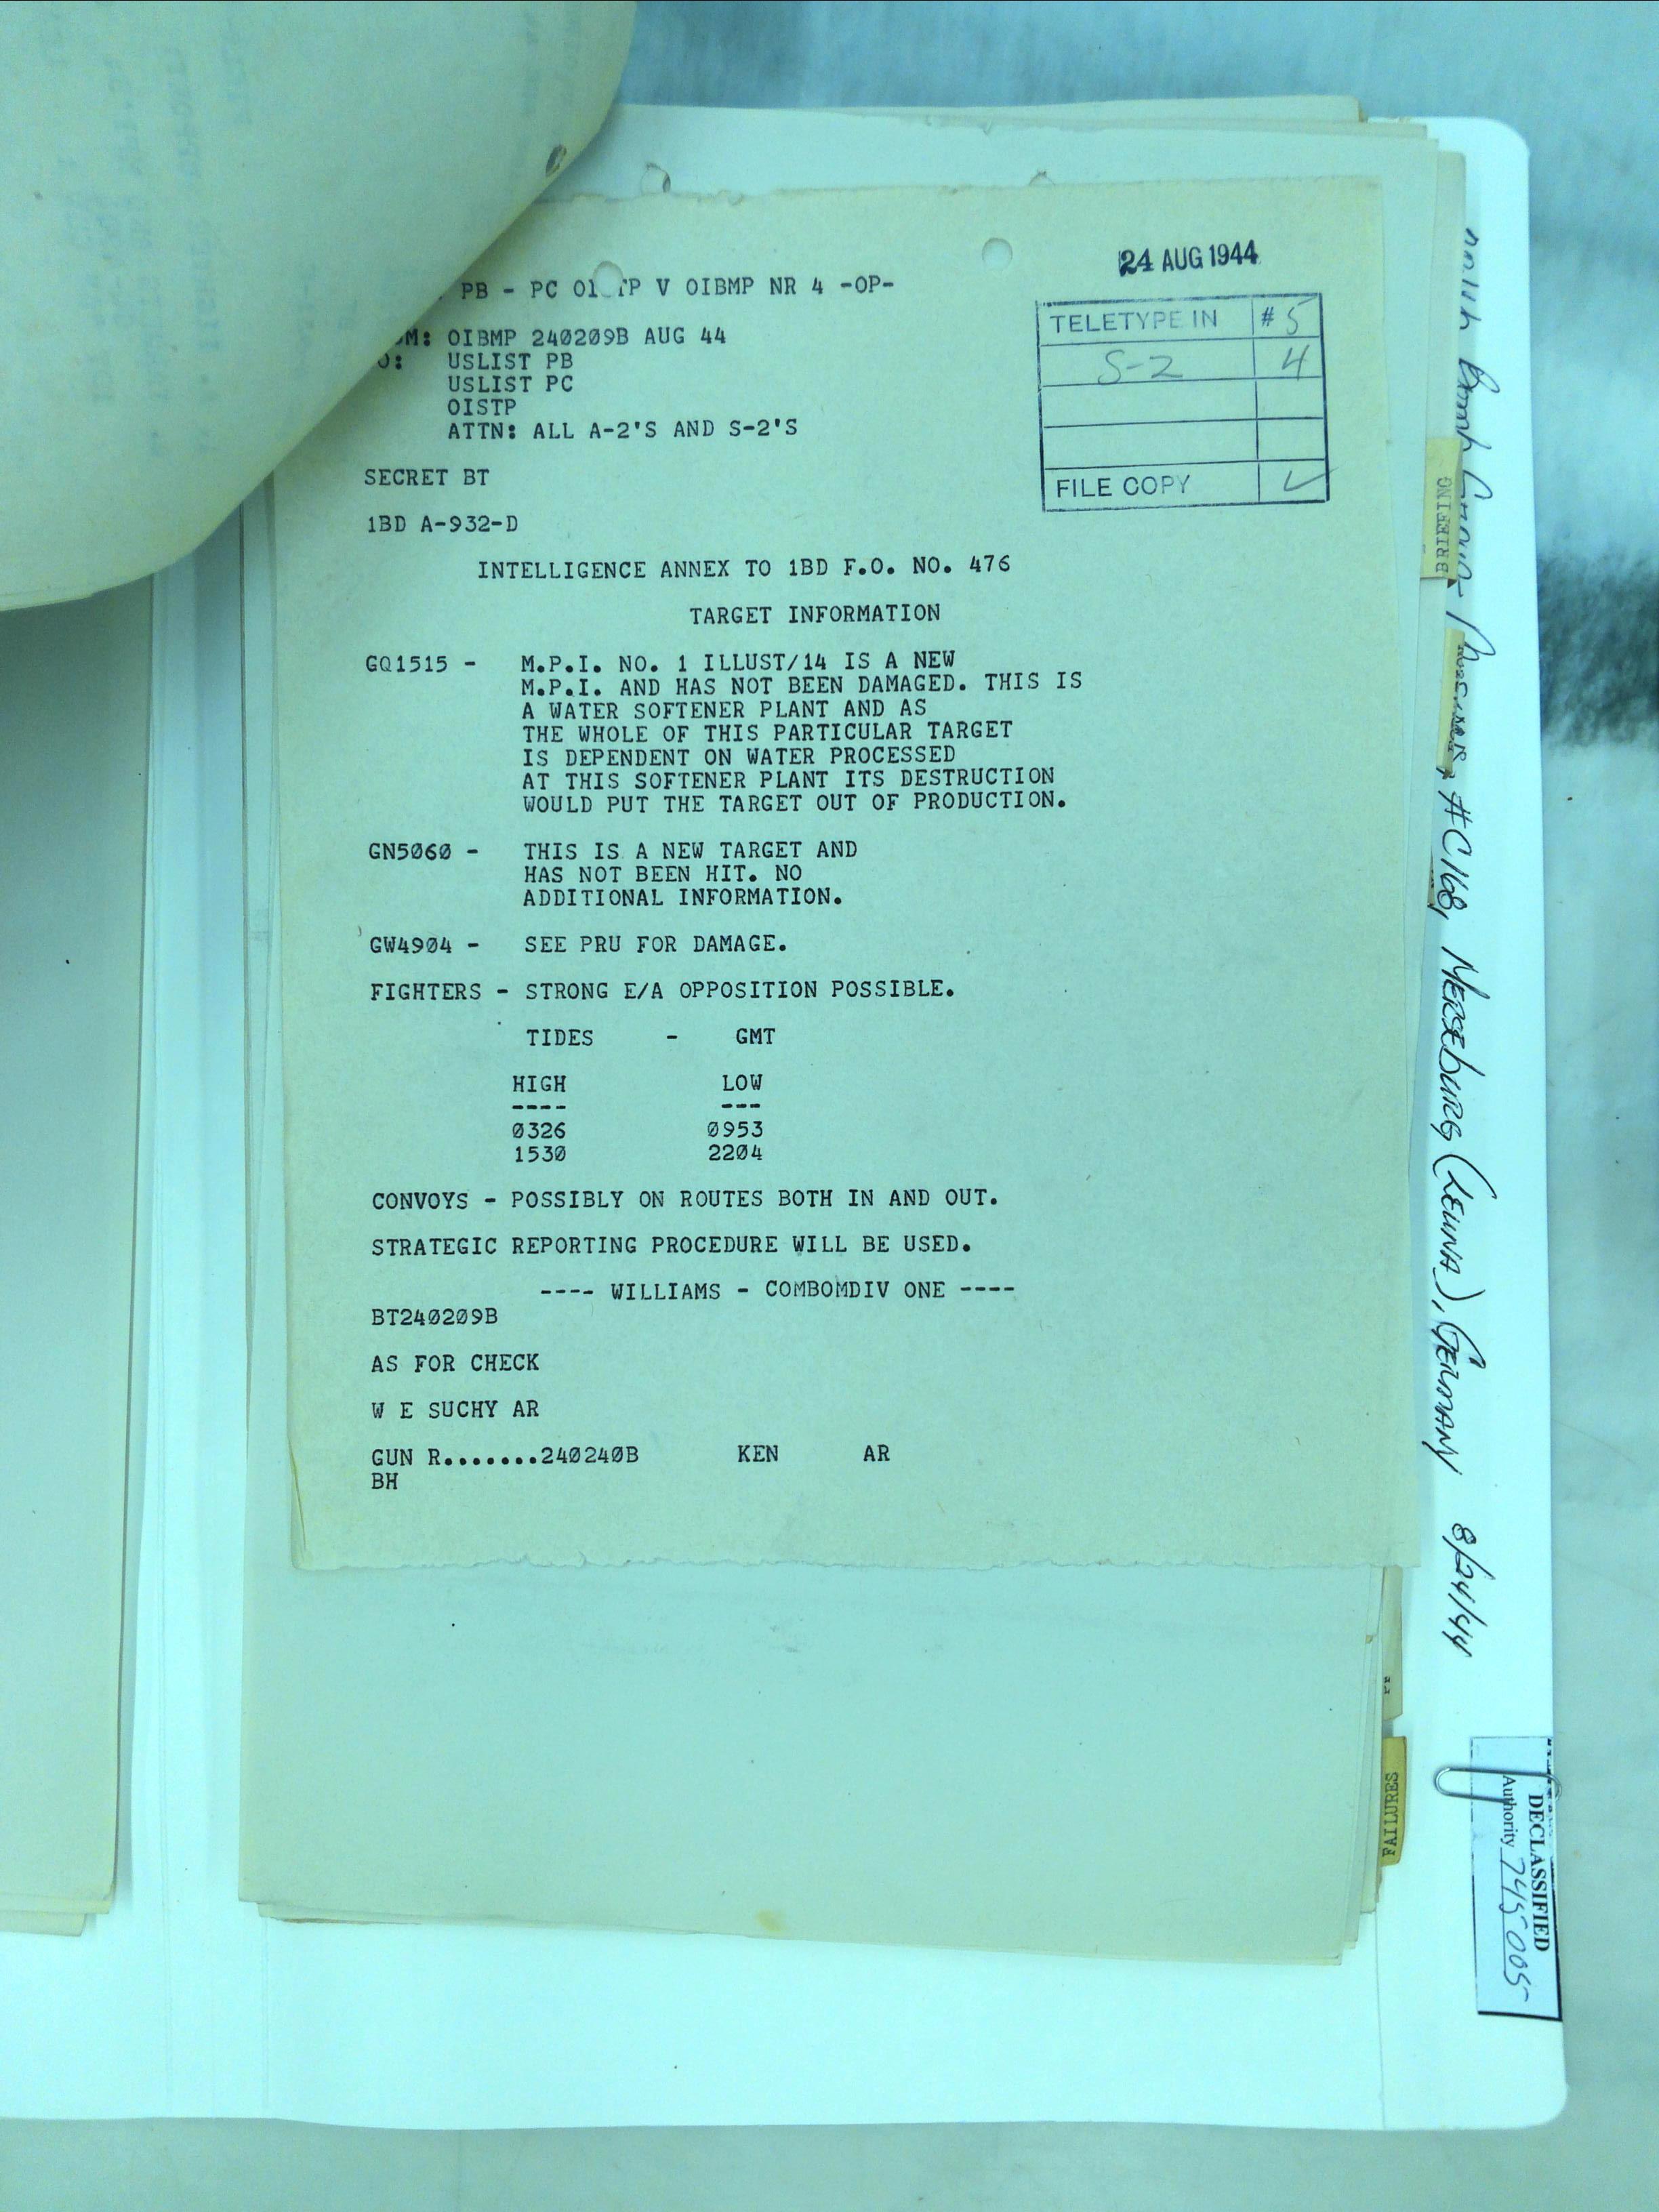 24 AUG 1944
PB - PC OISTP V OIBMP NR 4 -OP-
TELETYPE IN # 5
S-2 4
FILE COPY ✓
M: OIBMP 240209B AUG 44
O: USLIST PB
USLIST PC
OISTP
ATTN: ALL A-2'S AND S-2'S
SECRET BT
1BD A-932-D
INTELLIGENCE ANNEX TO 1BD F.O. NO. 476
TARGET INFORMATION
GQ1515 - M.P.I. NO. 1 ILLUST/14 IS A NEW
M.P.I. AND HAS NOT BEEN DAMAGED. THIS IS
A WATER SOFTENER PLANT AND AS
THE WHOLE OF THIS PARTICULAR TARGET
IS DEPENDENT ON WATER PROCESSED
AT THIS SOFTENER PLANT ITS DESTRUCTION
WOULD PUT THE TARGET OUT OF PRODUCTION.
GN5060 - THIS IS A NEW TARGET AND
HAS NOT BEEN HIT. NO
ADDITIONAL INFORMATION.
GW4904 - SEE PRU FOR DAMAGE.
FIGHTERS - STRONG E/A OPPOSITION POSSIBLE.
TIDES - GMT
HIGH LOW
---- ---
0326 0953
1530 2204
CONVOYS - POSSIBLY ON ROUTES BOTH IN AND OUT.
STRATEGIC REPORTING PROCEDURE WILL BE USED.
---- WILLIAMS - COMBOMDIV ONE ----
BT240209B
AS FOR CHECK
W E SUCHY AR
GUN R.......240240B KEN AR
BH
Bomb Group #C168, MERSEBURG (LEUNA), GERMANY 8/24/44
BRIEFING
FAILURES
DECLASSIFIED
Authority 745005